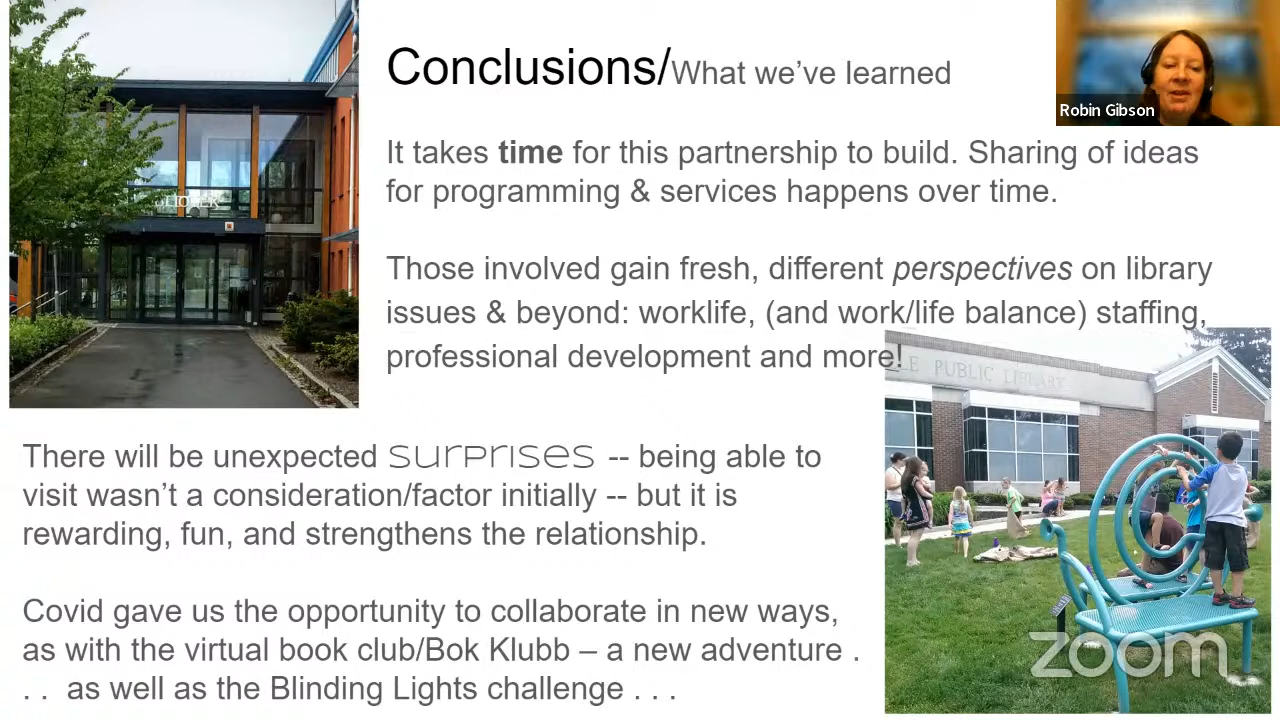 Conclusions/What we've learned
Robin Gibson
It takes time for this partnership to build. Sharing of ideas
for programming & services happens over time.
Those involved gain fresh, different perspectives on library
issues & beyond: worklife, (and work/life balance) staffing,
professional development and more!
PUBLIC LIBRARY
There will be unexpected surprises -- being able to
visit wasn't a consideration/factor initially -- but it is
rewarding, fun, and strengthens the relationship.
Covid gave us the opportunity to collaborate in new ways,
as with the virtual book club/Bok Klubb – a new adventure .
. .  as well as the Blinding Lights challenge . . .
zoom